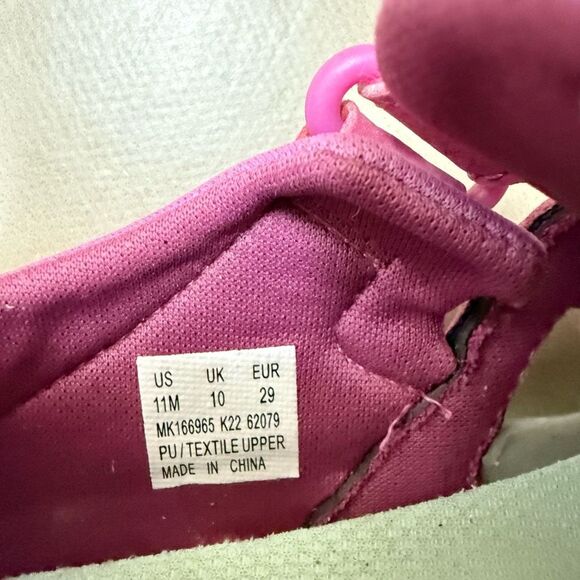 US UK EUR
11M 10 29
MK166965 K22 62079
PU/TEXTILE UPPER
MADE IN CHINA